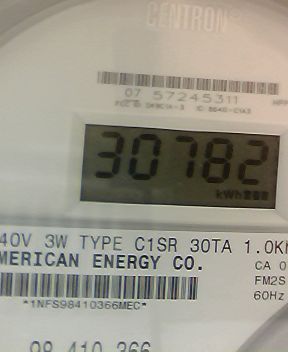 CENTRON®
07 57245311
30782
kWh
40V 3W TYPE C1SR 30TA 1.0K
MERICAN ENERGY CO.
CA 0
FM2S
*1NFS98410366MEC*
60Hz
98 410 366